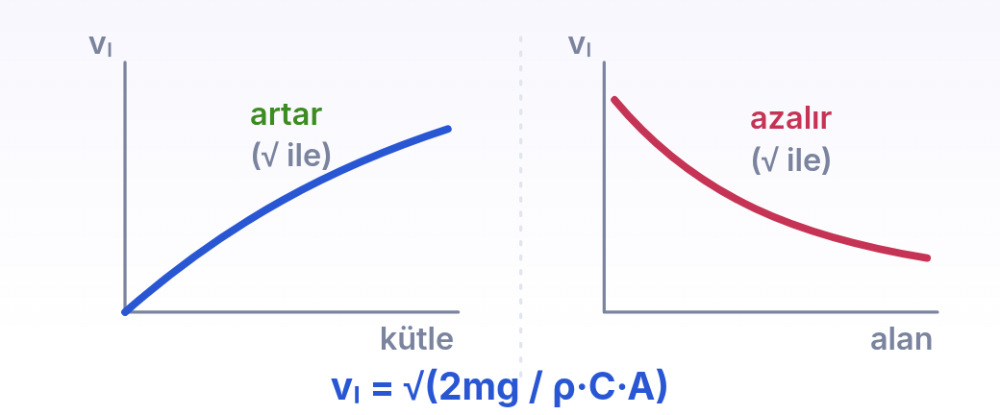 vₗ
artar
(√ ile)
kütle
vₗ
azalır
(√ ile)
alan
vₗ = √(2mg / ρ·C·A)